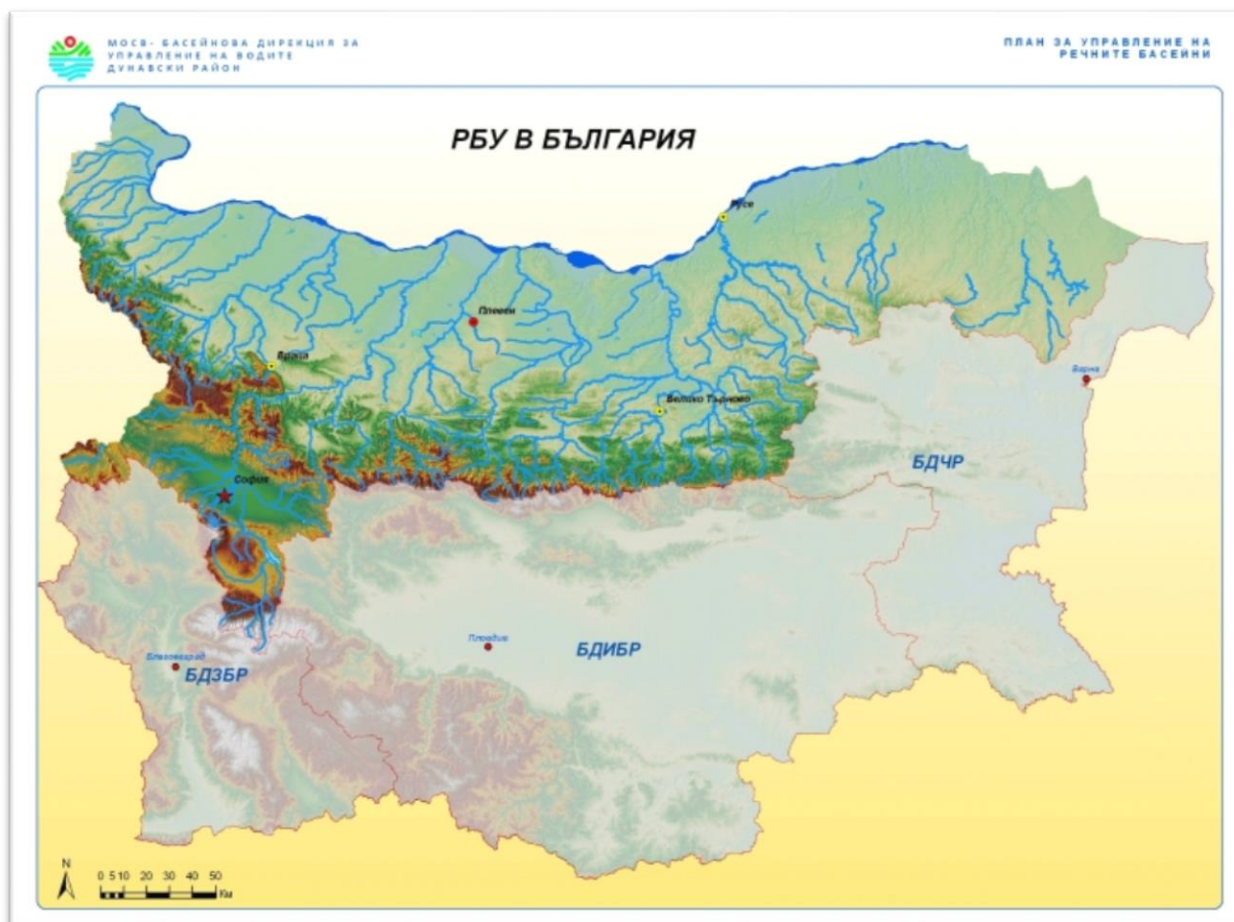 МОСВ- БАСЕЙНОВА ДИРЕКЦИЯ ЗА
УПРАВЛЕНИЕ НА ВОДИТЕ
ДУНАВСКИ РАЙОН
ПЛАН ЗА УПРАВЛЕНИЕ НА
РЕЧНИТЕ БАСЕЙНИ
РБУ В БЪЛГАРИЯ
Русе
Плевен
Враца
Варна
Велико Търново
БДЧР
София
Пловдив
БДИБР
Благоевград
БДЗБР
N
0 5 10 20 30 40 50
Км